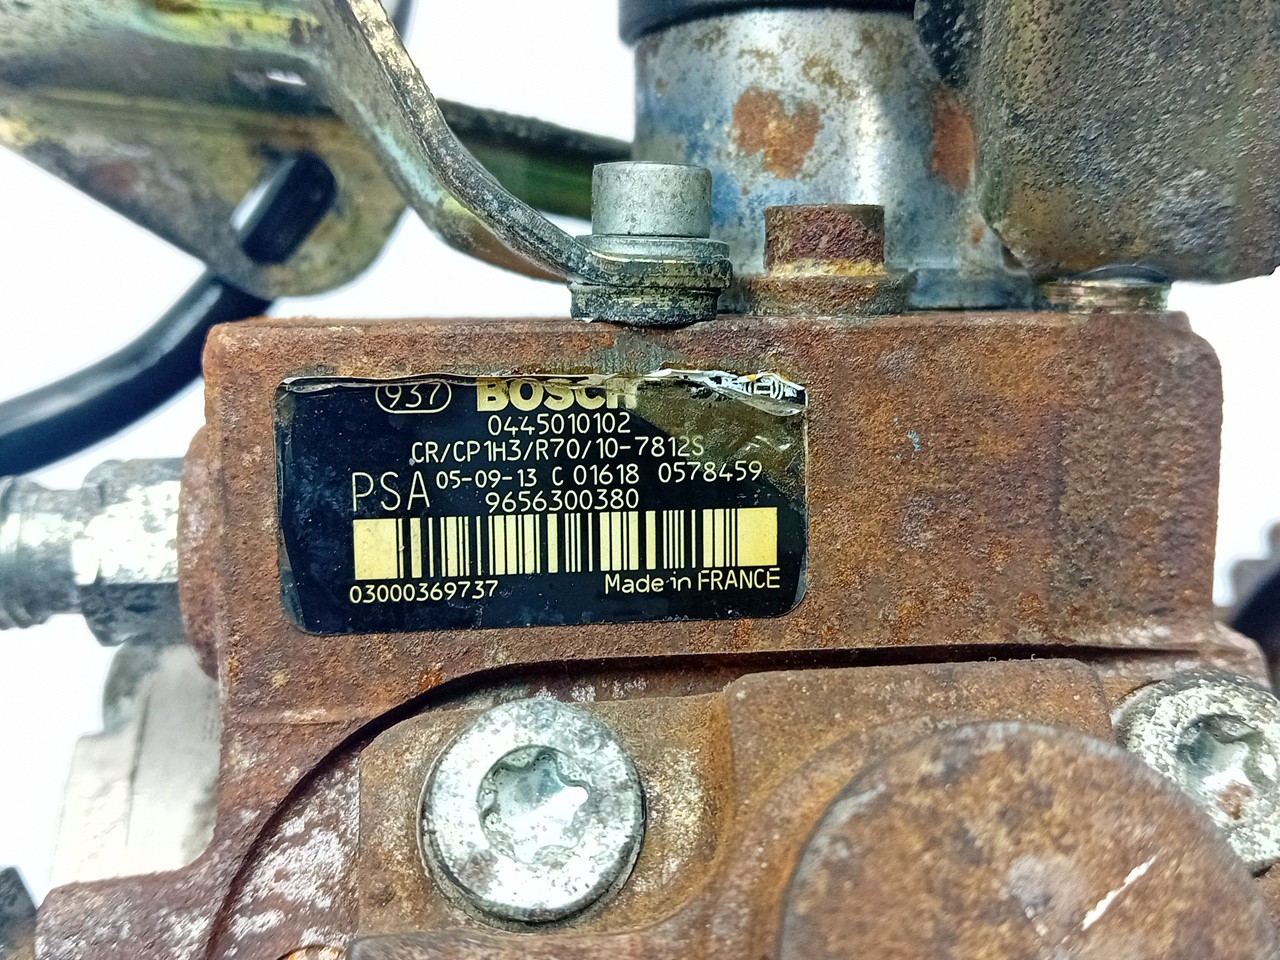 937 BOSCH
0445010102
CR/CP1H3/R70/10-7812S
PSA 05-09-13 C 01618 0578459
9656300380
03000369737 Made in FRANCE